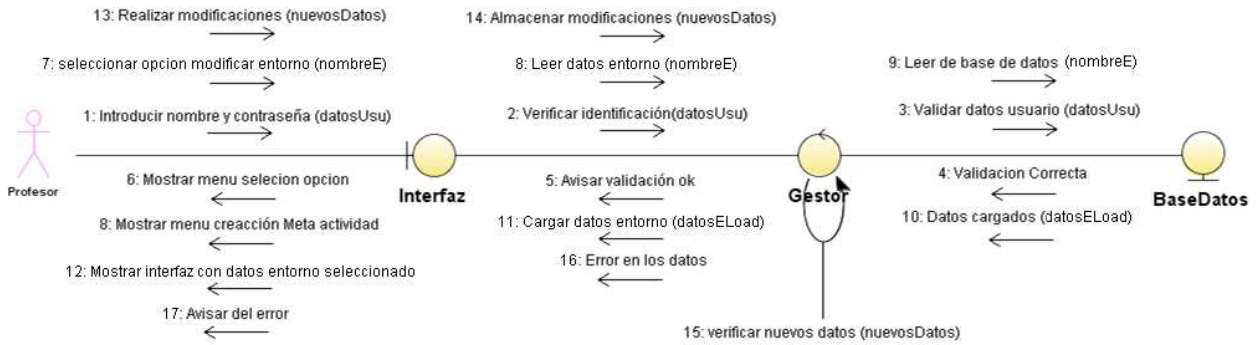 13: Realizar modificaciones (nuevosDatos)
14: Almacenar modificaciones (nuevosDatos)
7: seleccionar opcion modificar entorno (nombreE)
8: Leer datos entorno (nombreE)
9: Leer de base de datos (nombreE)
1: Introducir nombre y contraseña (datosUsu)
2: Verificar identificación(datosUsu)
3: Validar datos usuario (datosUsu)
Profesor
Interfaz
Gestor
BaseDatos
6: Mostrar menu selecion opcion
5: Avisar validación ok
4: Validacion Correcta
8: Mostrar menu creacción Meta actividad
11: Cargar datos entorno (datosELoad)
10: Datos cargados (datosELoad)
12: Mostrar interfaz con datos entorno seleccionado
16: Error en los datos
17: Avisar del error
15: verificar nuevos datos (nuevosDatos)